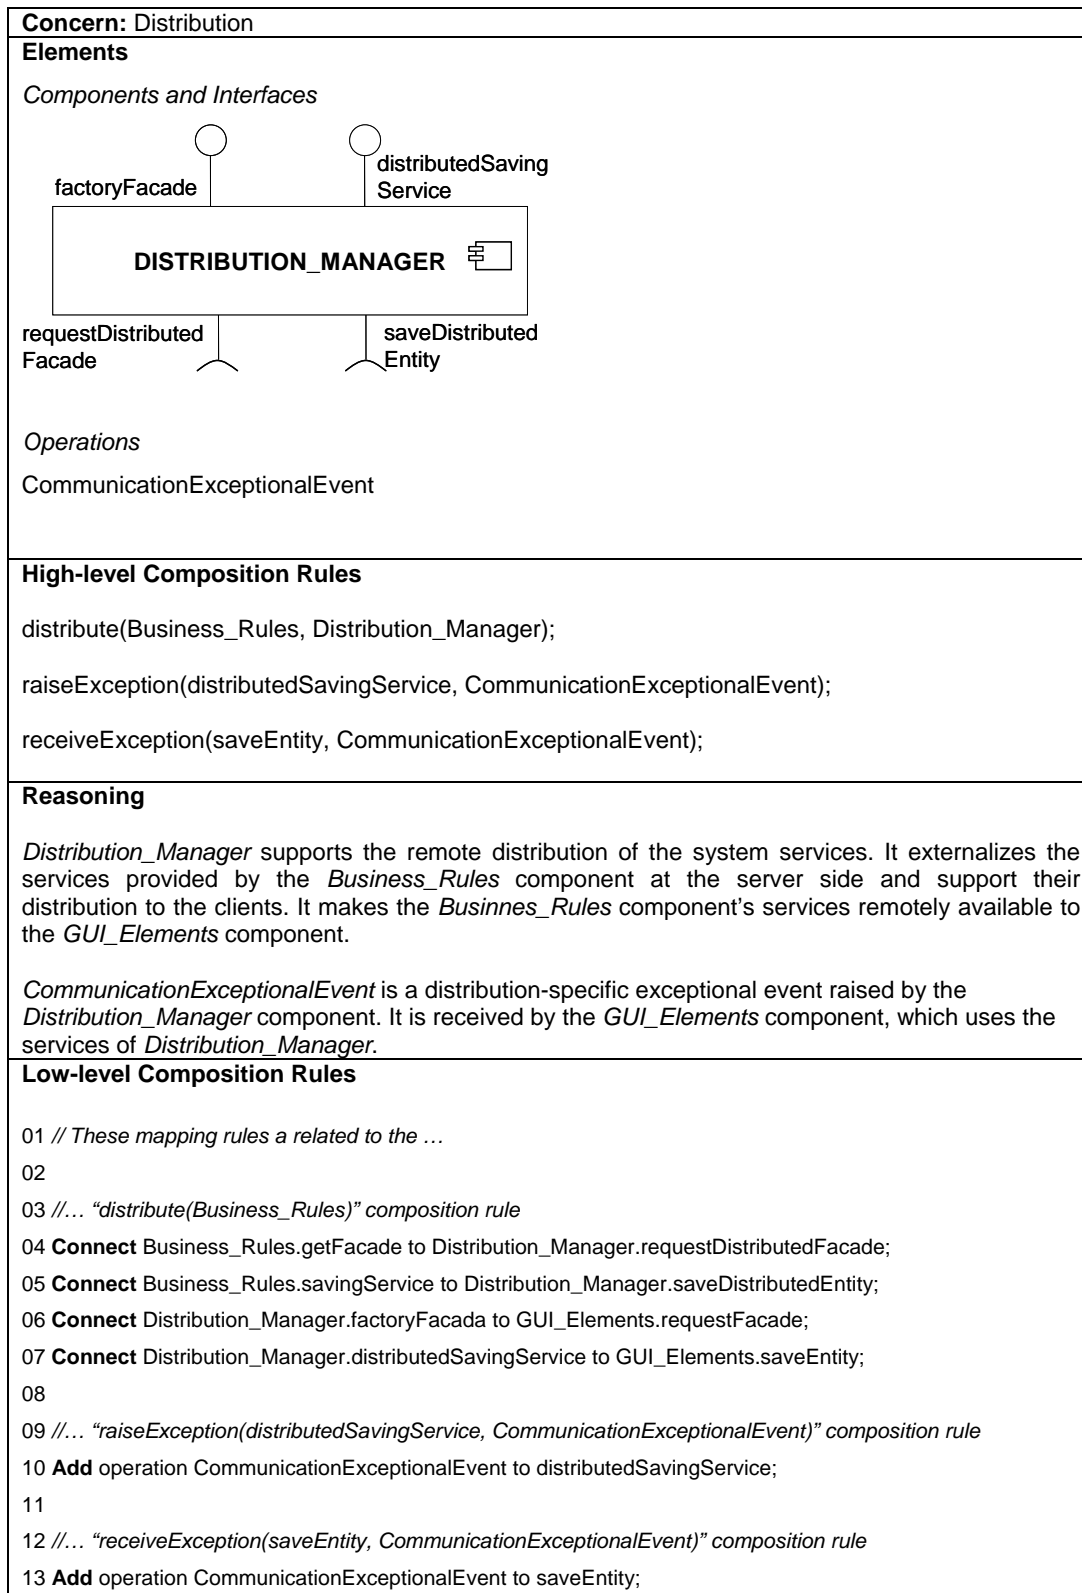 Concern: Distribution
Elements
Components and Interfaces
factoryFacade
distributedSaving
Service
DISTRIBUTION_MANAGER
requestDistributed
Facade
saveDistributed
Entity
Operations
CommunicationExceptionalEvent
High-level Composition Rules
distribute(Business_Rules, Distribution_Manager);
raiseException(distributedSavingService, CommunicationExceptionalEvent);
receiveException(saveEntity, CommunicationExceptionalEvent);
Reasoning
Distribution_Manager supports the remote distribution of the system services. It externalizes the
services provided by the Business_Rules component at the server side and support their
distribution to the clients. It makes the Businnes_Rules component’s services remotely available to
the GUI_Elements component.
CommunicationExceptionalEvent is a distribution-specific exceptional event raised by the
Distribution_Manager component. It is received by the GUI_Elements component, which uses the
services of Distribution_Manager.
Low-level Composition Rules
01 // These mapping rules a related to the …
02
03 //… “distribute(Business_Rules)” composition rule
04 Connect Business_Rules.getFacade to Distribution_Manager.requestDistributedFacade;
05 Connect Business_Rules.savingService to Distribution_Manager.saveDistributedEntity;
06 Connect Distribution_Manager.factoryFacada to GUI_Elements.requestFacade;
07 Connect Distribution_Manager.distributedSavingService to GUI_Elements.saveEntity;
08
09 //… “raiseException(distributedSavingService, CommunicationExceptionalEvent)” composition rule
10 Add operation CommunicationExceptionalEvent to distributedSavingService;
11
12 //… “receiveException(saveEntity, CommunicationExceptionalEvent)” composition rule
13 Add operation CommunicationExceptionalEvent to saveEntity;